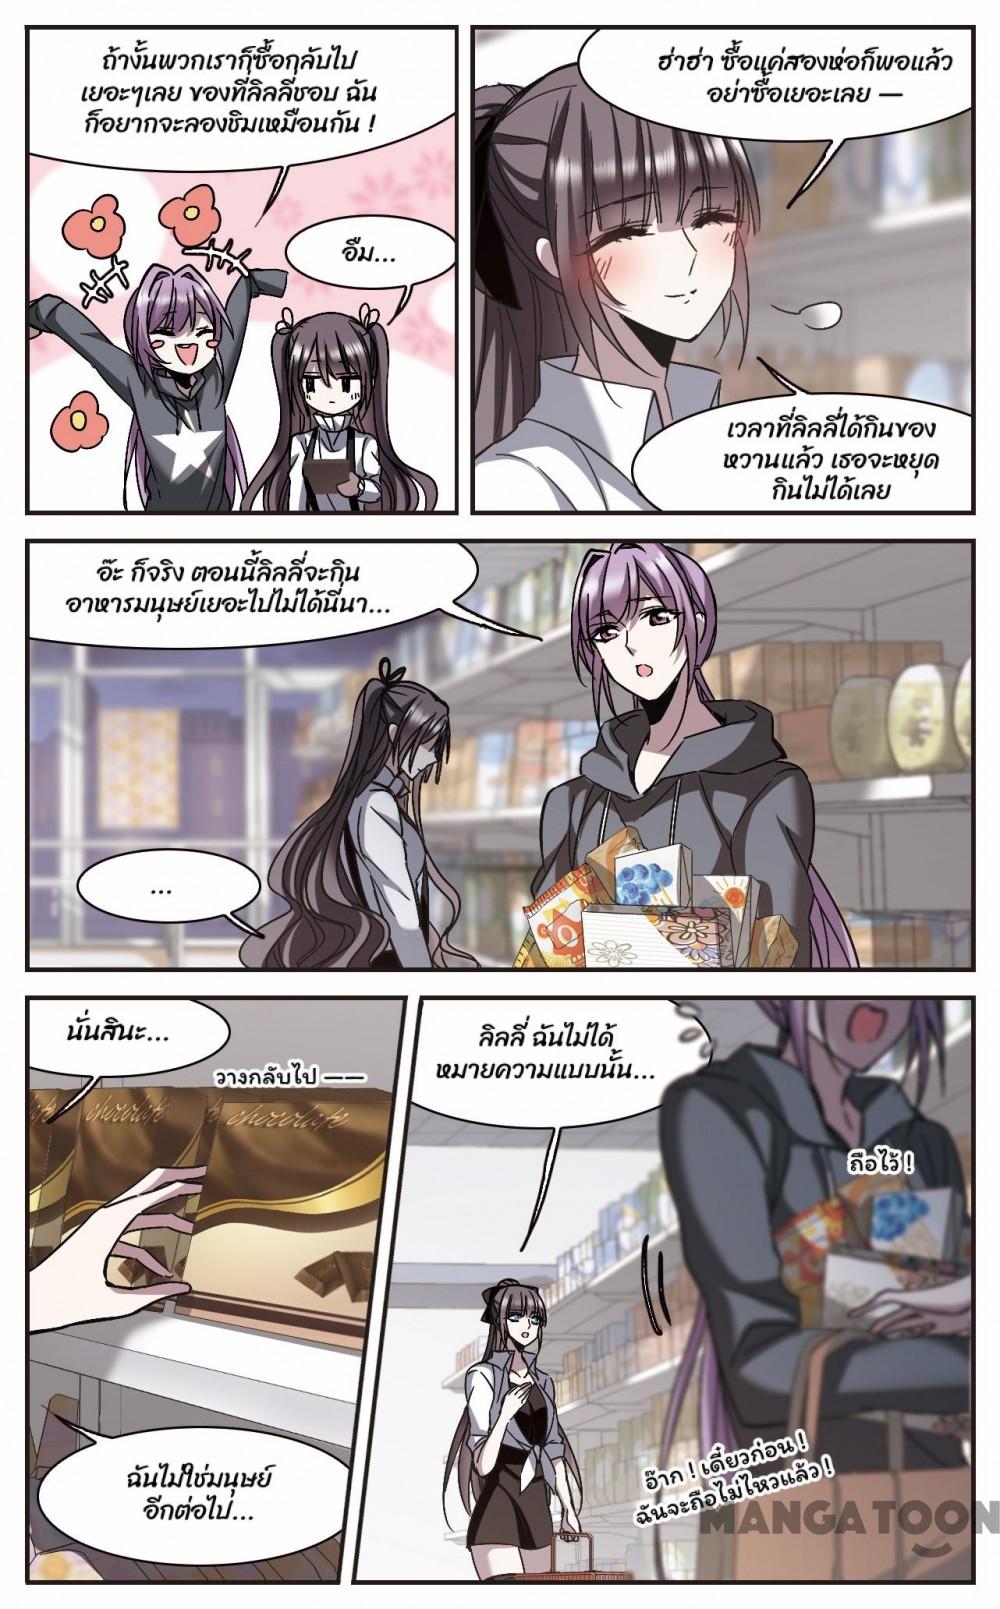 ถ้างั้นพวกเราก็ซื้อกลับไป
เยอะๆเลย ของที่ลิลลี่ชอบ ฉัน
ก็อยากจะลองชิมเหมือนกัน !
อืม...
ฮ่าฮ่า ซื้อแค่สองห่อก็พอแล้ว
อย่าซื้อเยอะเลย —
เวลาที่ลิลลี่ได้กินของ
หวานแล้ว เธอจะหยุด
กินไม่ได้เลย
อ๊ะ ก็จริง ตอนนี้ลิลลี่จะกิน
อาหารมนุษย์เยอะไปไม่ได้นี่นา...
...
นั่นสินะ...
วางกลับไป ——
chocolate
chocolate
ฉันไม่ใช่มนุษย์
อีกต่อไป...
ลิลลี่ ฉันไม่ได้
หมายความแบบนั้น...
ถือไว้ !
อ๊าก ! เดี๋ยวก่อน !
ฉันจะถือไม่ไหวแล้ว !
MANGATOON